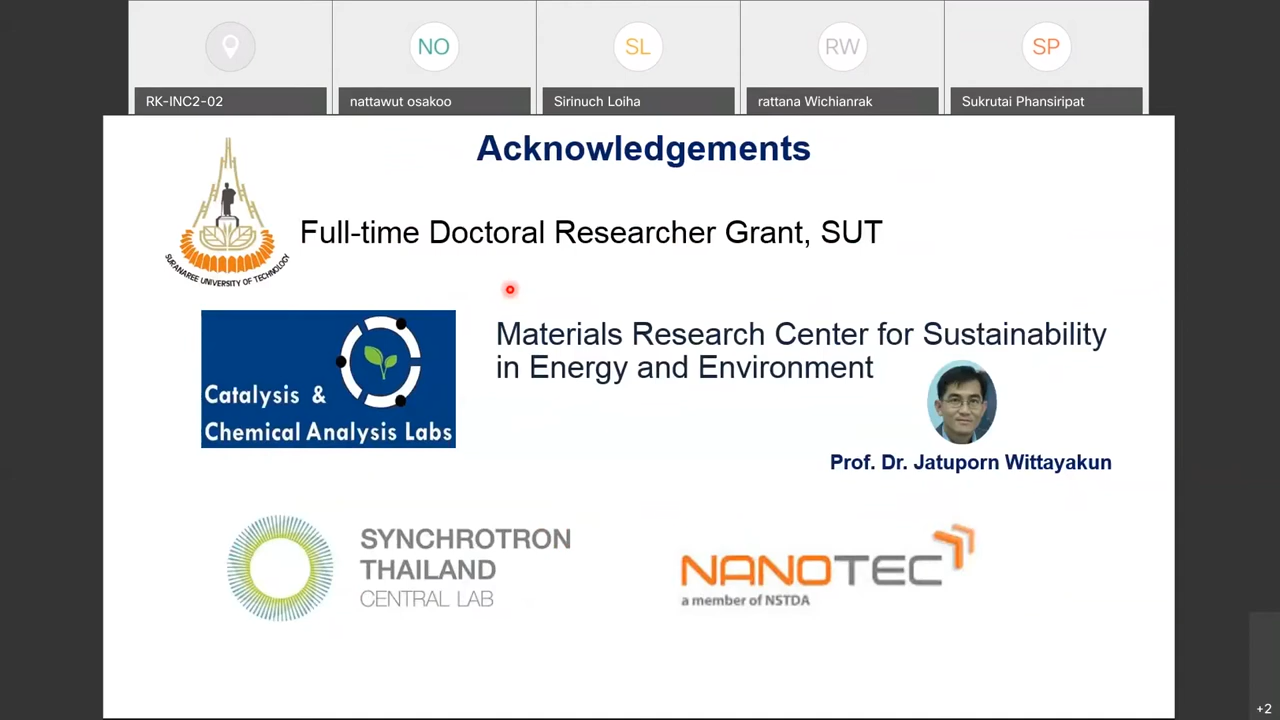 NO
SL
RW
SP
RK-INC2-02
nattawut osakoo
Sirinuch Loiha
rattana Wichianrak
Sukrutai Phansiripat
Acknowledgements
SURANAREE UNIVERSITY OF TECHNOLOGY
Full-time Doctoral Researcher Grant, SUT
Catalysis &
Chemical Analysis Labs
Materials Research Center for Sustainability
in Energy and Environment
Prof. Dr. Jatuporn Wittayakun
SYNCHROTRON
THAILAND
CENTRAL LAB
NANOTEC
a member of NSTDA
+2